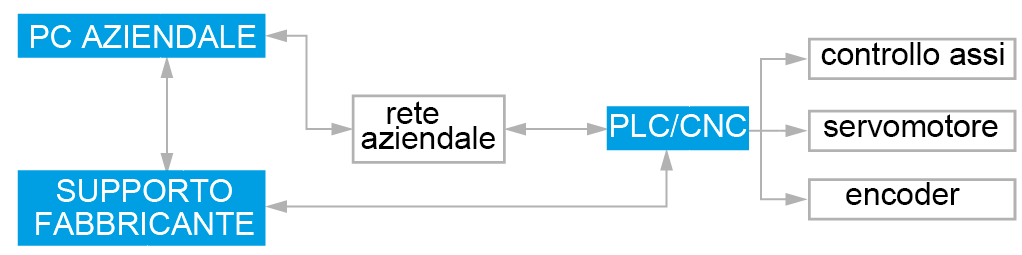 PC AZIENDALE
SUPPORTO
FABBRICANTE
rete
aziendale
PLC/CNC
controllo assi
servomotore
encoder